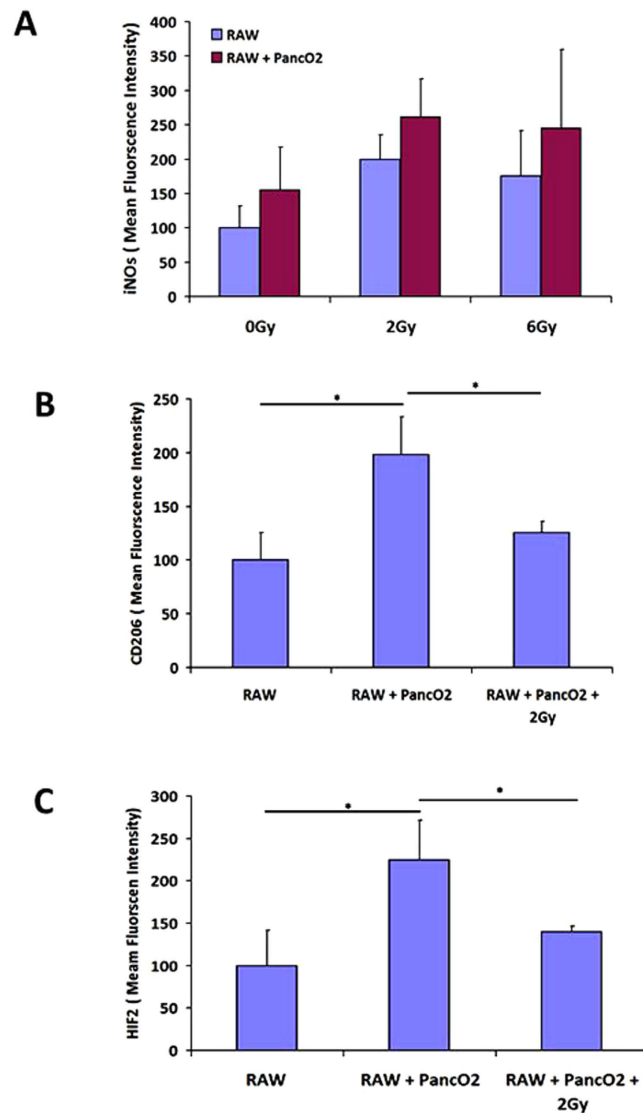 A
iNOs ( Mean Fluorscence Intensity)
400
350
300
250
200
150
100
50
0
RAW
RAW + PancO2
0Gy
2Gy
6Gy
B
CD206 ( Mean Fluorescence Intensity)
250
200
150
100
50
0
*
*
RAW
RAW + PancO2
RAW + PancO2 +
2Gy
C
HIF2 ( Meam Fluorscen Intensity)
300
250
200
150
100
50
0
*
*
RAW
RAW + PancO2
RAW + PancO2 +
2Gy